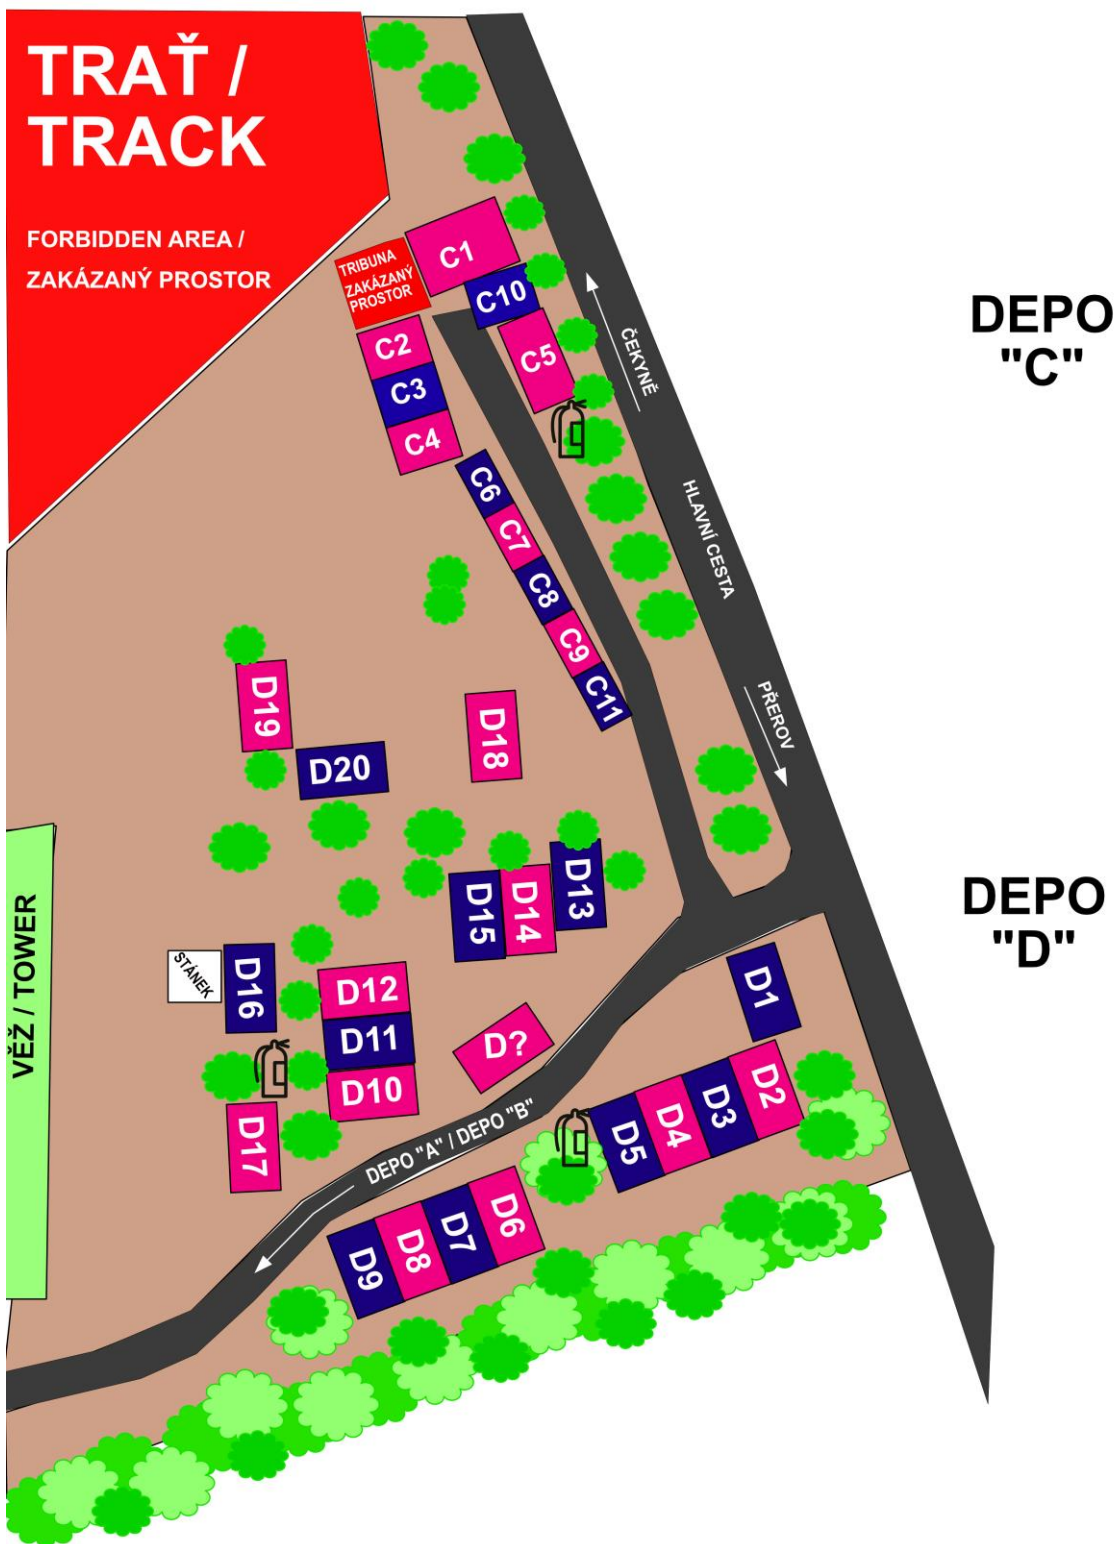 TRAŤ /
TRACK
FORBIDDEN AREA /
ZAKÁZANÝ PROSTOR
TRIBUNA
ZAKÁZANÝ
PROSTOR
C1
C10
C2
C3
C4
C5
ČEKYNĚ
DEPO
"C"
C6
C7
C8
C9
C11
HLAVNÍ CESTA
PŘEROV
D19
D20
D18
D15
D14
D13
DEPO
"D"
VĚŽ / TOWER
STÁNEK
D16
D12
D11
D10
D17
D?
D1
D2
D3
D4
D5
DEPO "A" / DEPO "B"
D6
D7
D8
D9